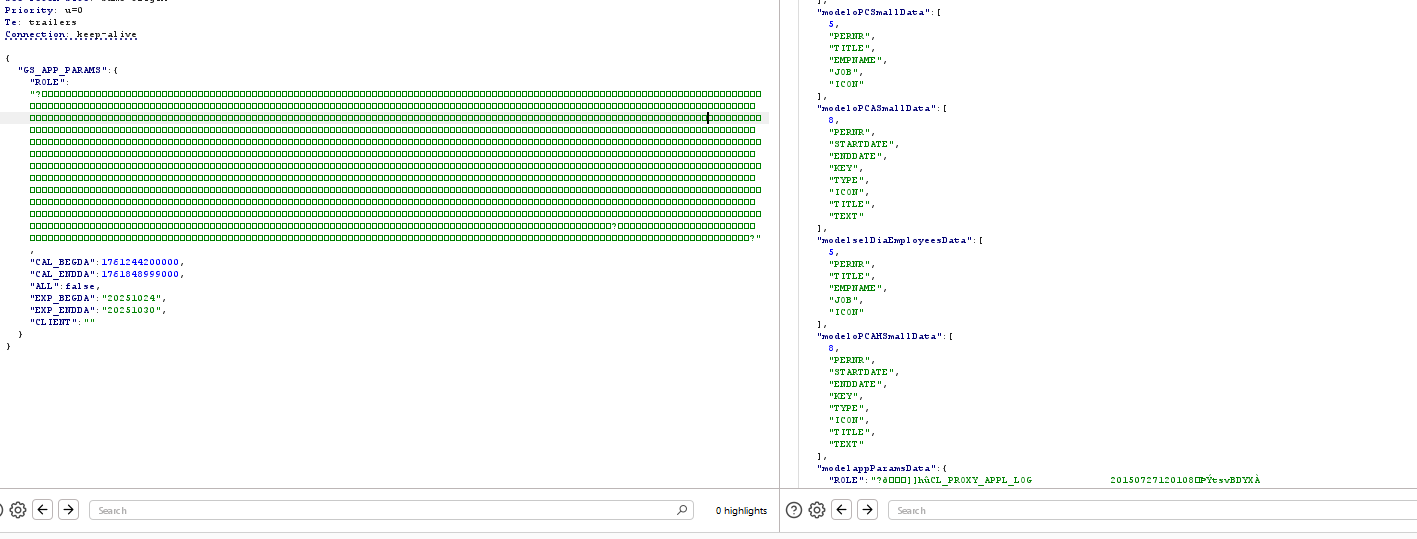 Priority: u=0
Te: trailers
Connection: keep-alive
{
"GS_APP_PARAMS":{
"ROLE":
"CAL_BEGDA":1761244200000,
"CAL_ENDDA":1761848999000,
"ALL":false,
"EXP_BEGDA":"20251024",
"EXP_ENDDA":"20251030",
"CLIENT":""
}
}
Search
0 highlights
],
"modeloPCSmallData":[
5,
"PERNR",
"TITLE",
"EMPNAME",
"JOB",
"ICON"
],
"modeloPCASmallData":[
8,
"PERNR",
"STARTDATE",
"ENDDATE",
"KEY",
"TYPE",
"ICON",
"TITLE",
"TEXT"
],
"modelselDiaEmployeesData":[
5,
"PERNR",
"TITLE",
"EMPNAME",
"JOB",
"ICON"
],
"modeloPCAHSmallData":[
8,
"PERNR",
"STARTDATE",
"ENDDATE",
"KEY",
"TYPE",
"ICON",
"TITLE",
"TEXT"
],
"modelappParamsData":{
"ROLE":"?ð▯▯▯]]hûCL_PROXY_APPL_LOG 20150727120108▯ÞÝtsvBDYXÀ
Search